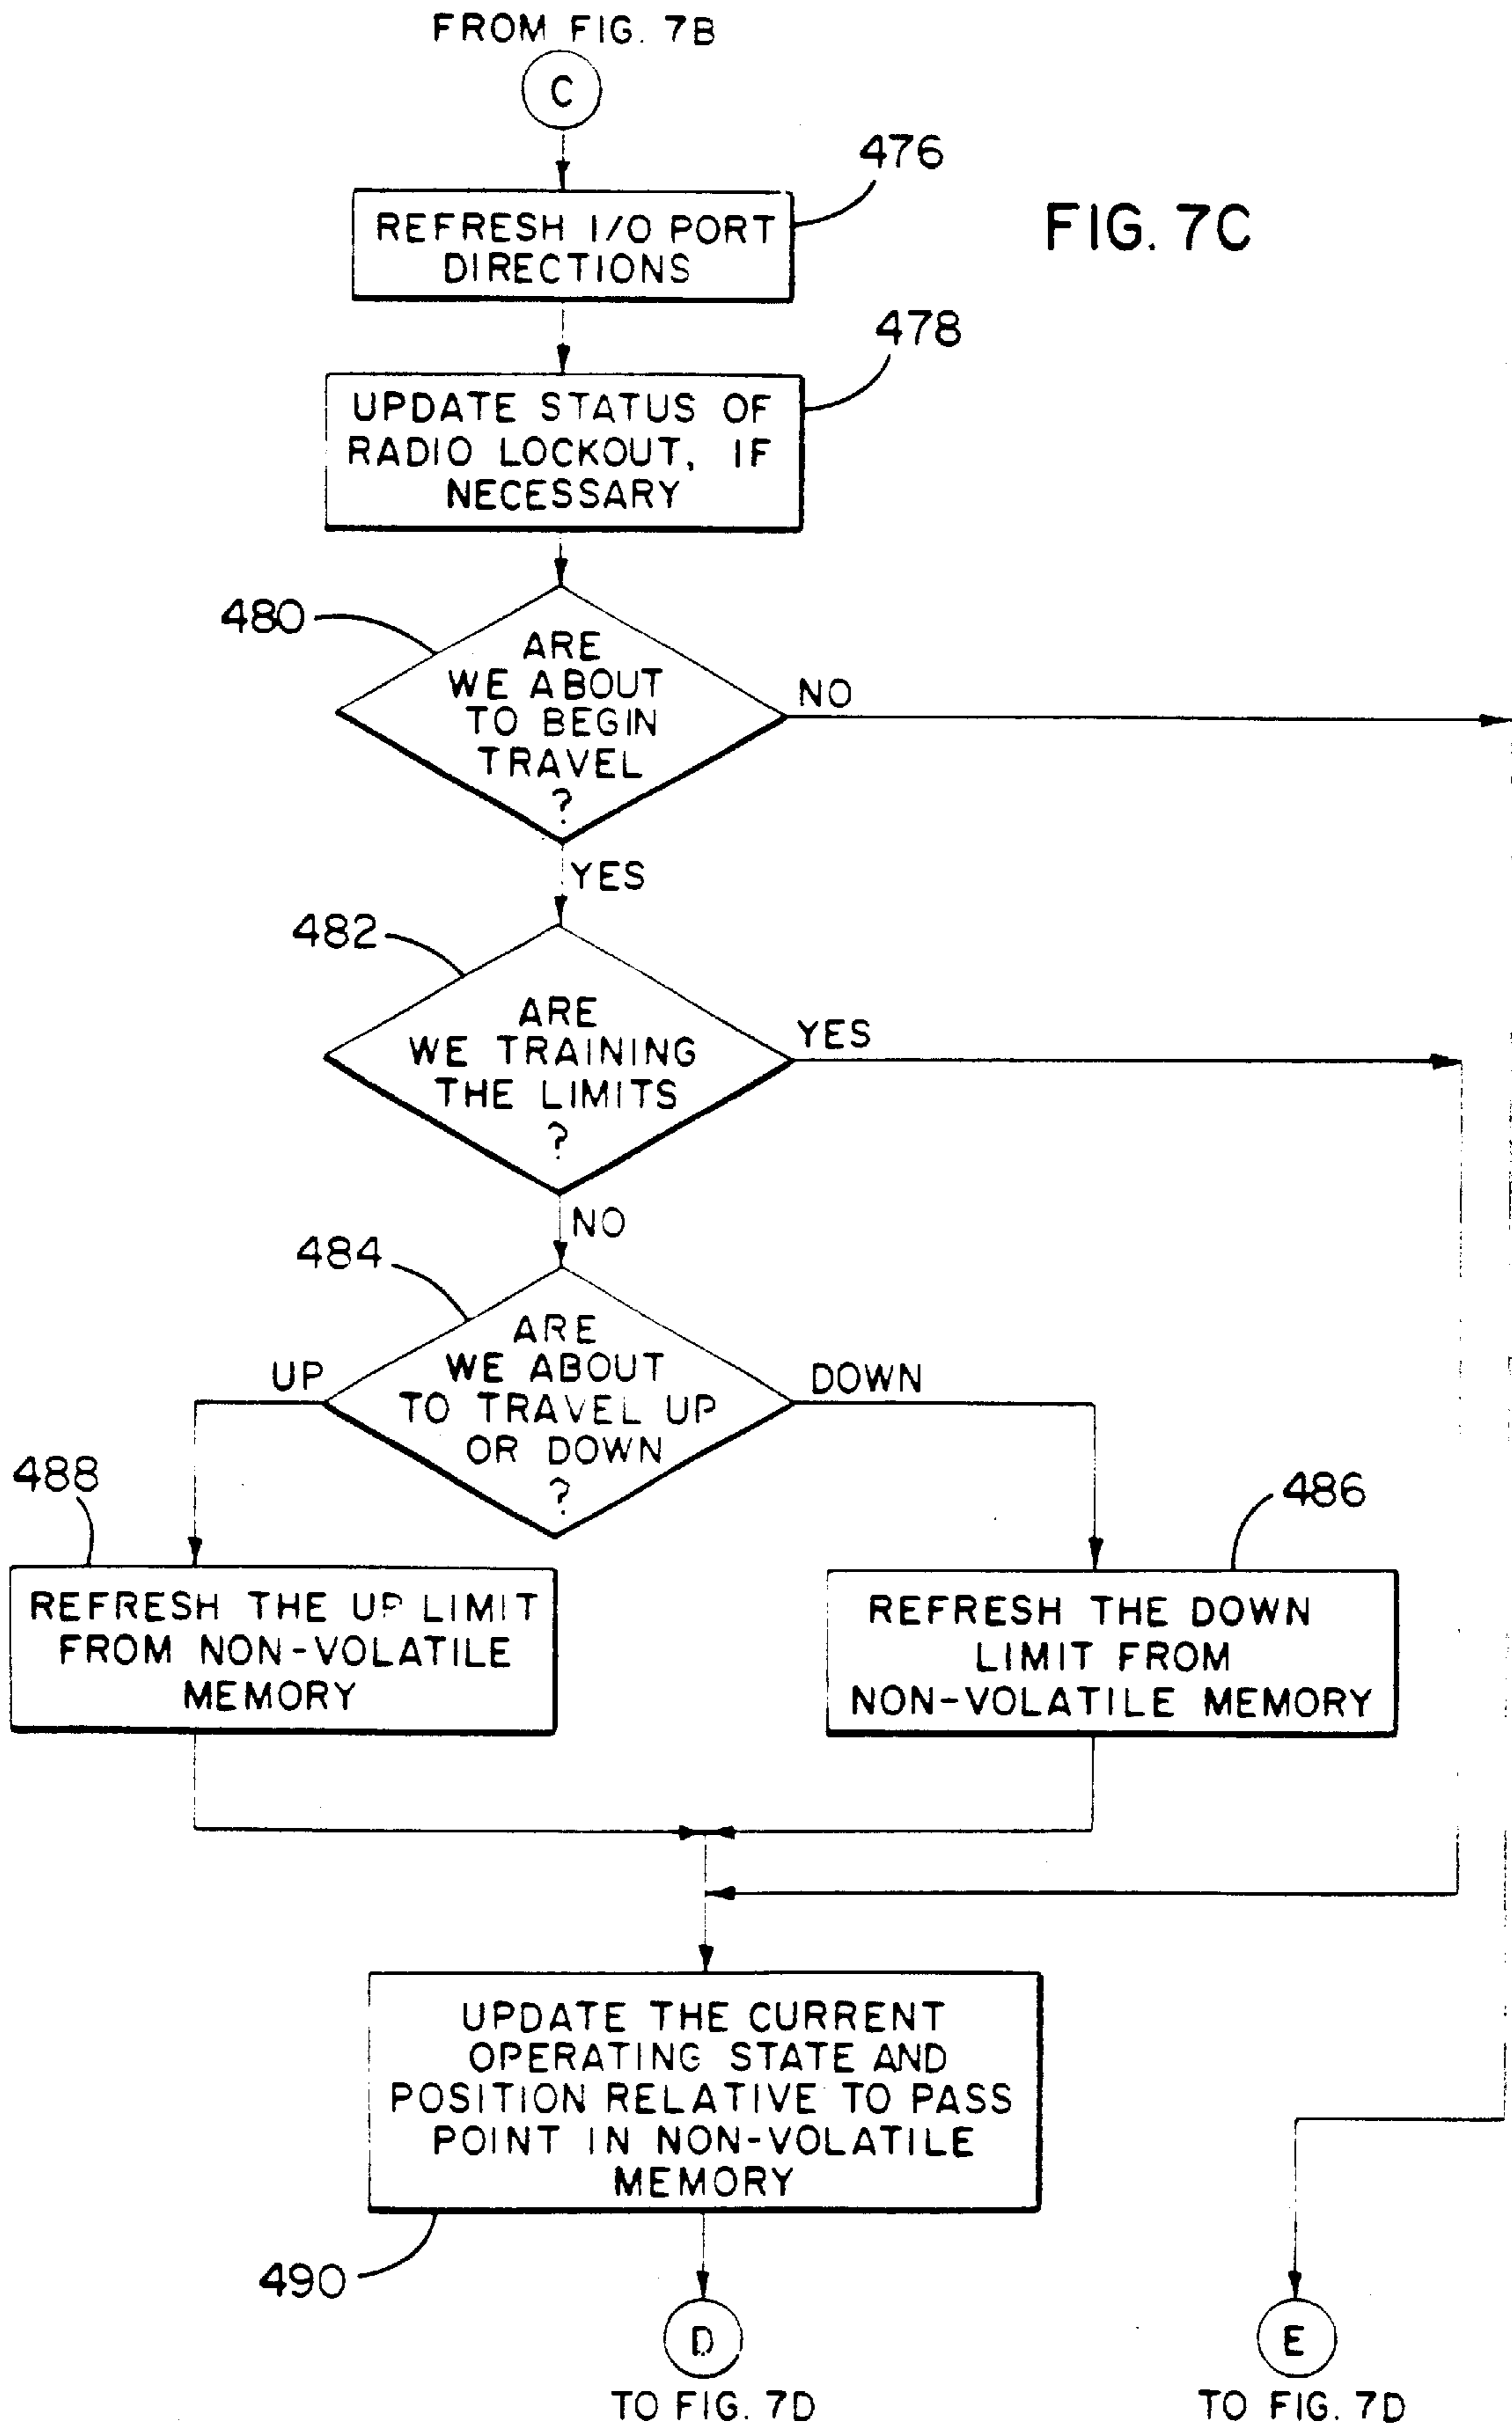 FROM FIG. 7B
C
476
REFRESH I/O PORT
DIRECTIONS
FIG. 7C
478
UPDATE STATUS OF
RADIO LOCKOUT, IF
NECESSARY
480
ARE
WE ABOUT
TO BEGIN
TRAVEL
?
NO
YES
482
ARE
WE TRAINING
THE LIMITS
?
YES
NO
484
ARE
WE ABOUT
TO TRAVEL UP
OR DOWN
?
UP
DOWN
488
486
REFRESH THE UP LIMIT
FROM NON-VOLATILE
MEMORY
REFRESH THE DOWN
LIMIT FROM
NON-VOLATILE MEMORY
UPDATE THE CURRENT
OPERATING STATE AND
POSITION RELATIVE TO PASS
POINT IN NON-VOLATILE
MEMORY
490
D
E
TO FIG. 7D
TO FIG. 7D